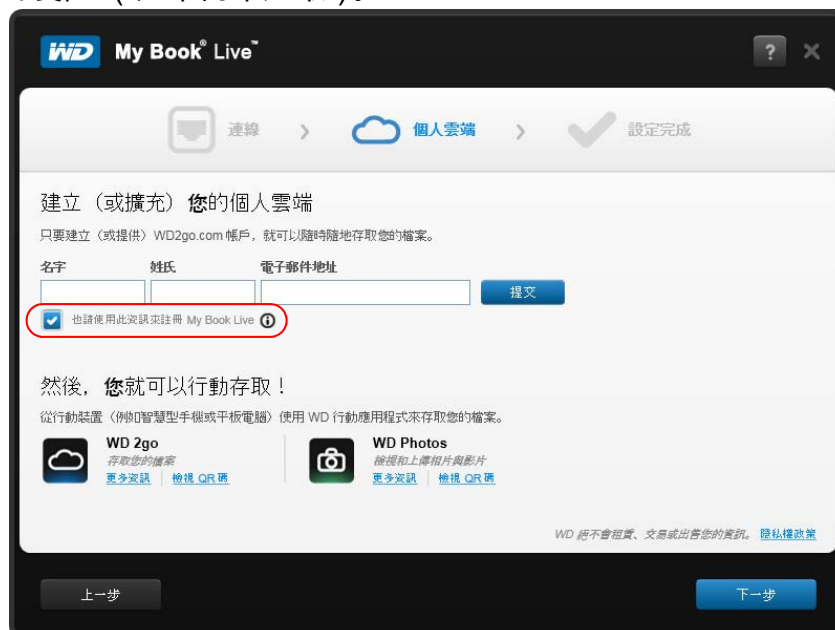 WD My Book® Live™ ?
連線 > 個人雲端 > 設定完成
建立（或擴充）您的個人雲端
只要建立（或提供）WD2go.com 帳戶，就可以隨時隨地存取您的檔案。
名字 姓氏 電子郵件地址
提交
也請使用此資訊來註冊 My Book Live
然後，您就可以行動存取！
從行動裝置（例如智慧型手機或平板電腦）使用 WD 行動應用程式來存取您的檔案。
WD 2go
存取您的檔案
更多資訊 檢視 QR 碼
WD Photos
檢視和上傳相片與影片
更多資訊 檢視 QR 碼
WD 絕不會租賃、交易或出售您的資訊。 隱私權政策
上一步 下一步